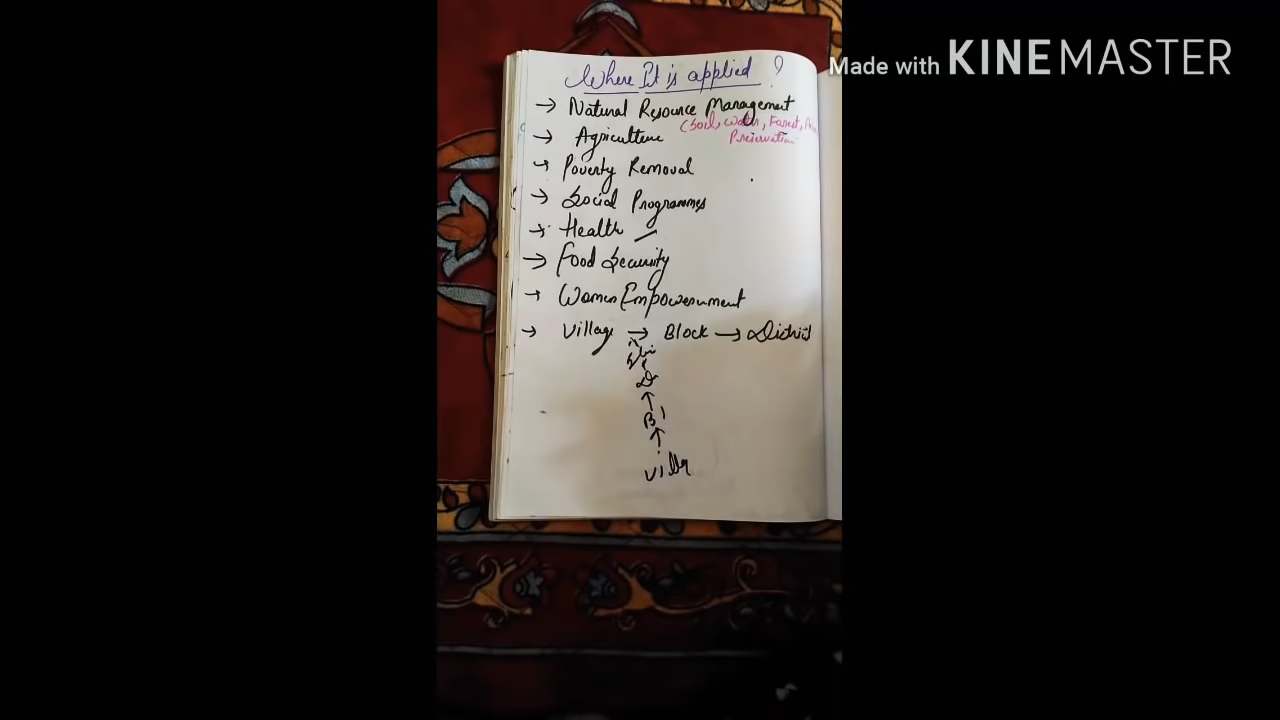 Where It is applied ?
→ Natural Resource Management
(Soil, Water, Forest,
Preservation
→ Agriculture
→ Poverty Removal
→ Social Programmes
→ Health
→ Food Security
→ Women Empowerment
→ Village → Block → District
Made with KINEMASTER